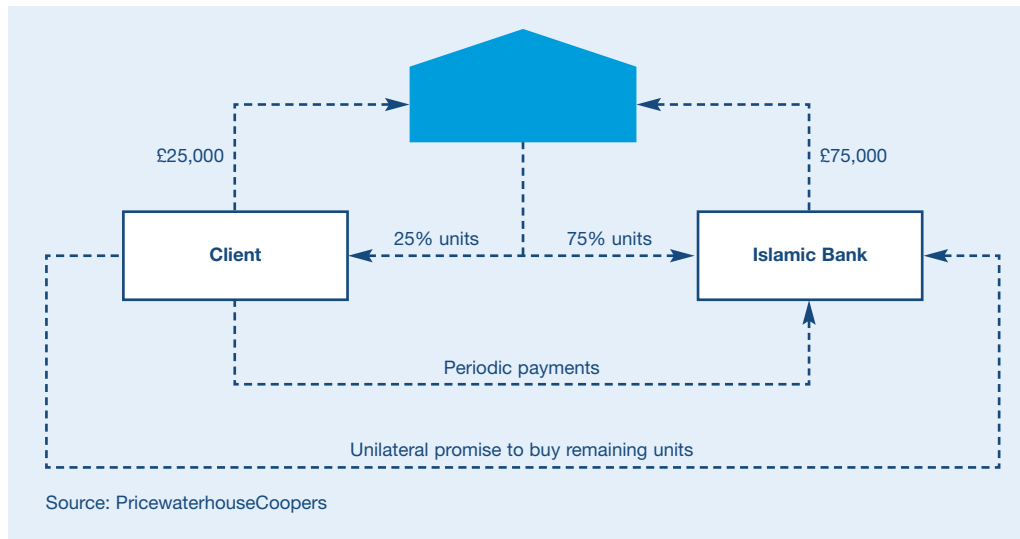 £25,000
£75,000
Client
25% units
75% units
Islamic Bank
Periodic payments
Unilateral promise to buy remaining units
Source: PricewaterhouseCoopers